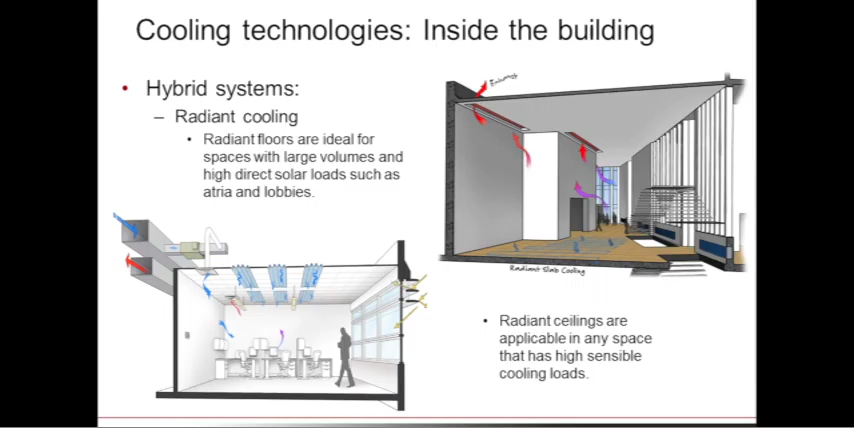 Cooling technologies: Inside the building
• Hybrid systems:
– Radiant cooling
• Radiant floors are ideal for
spaces with large volumes and
high direct solar loads such as
atria and lobbies.
Exhaust
Radiant Slab Cooling
• Radiant ceilings are
applicable in any space
that has high sensible
cooling loads.